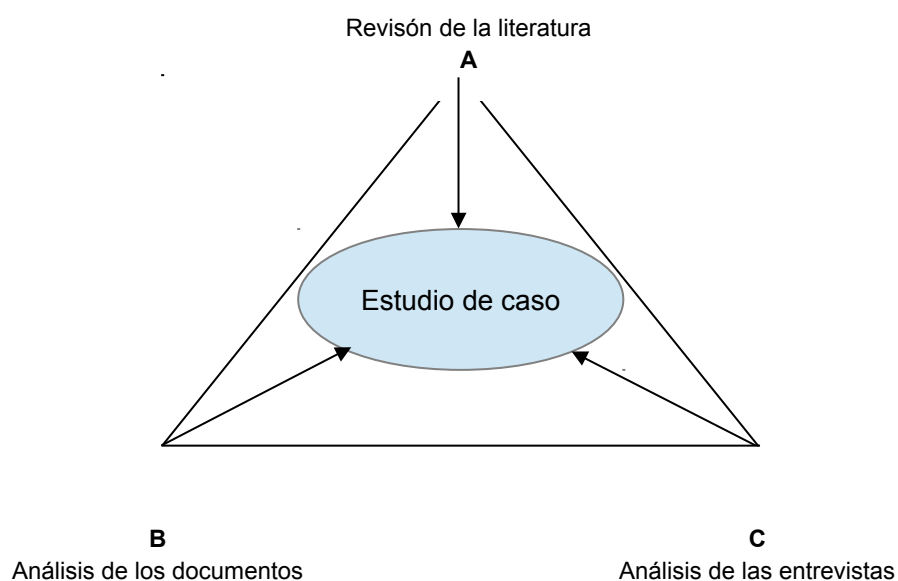 Revisón de la literatura
A
Estudio de caso
B
Análisis de los documentos
C
Análisis de las entrevistas